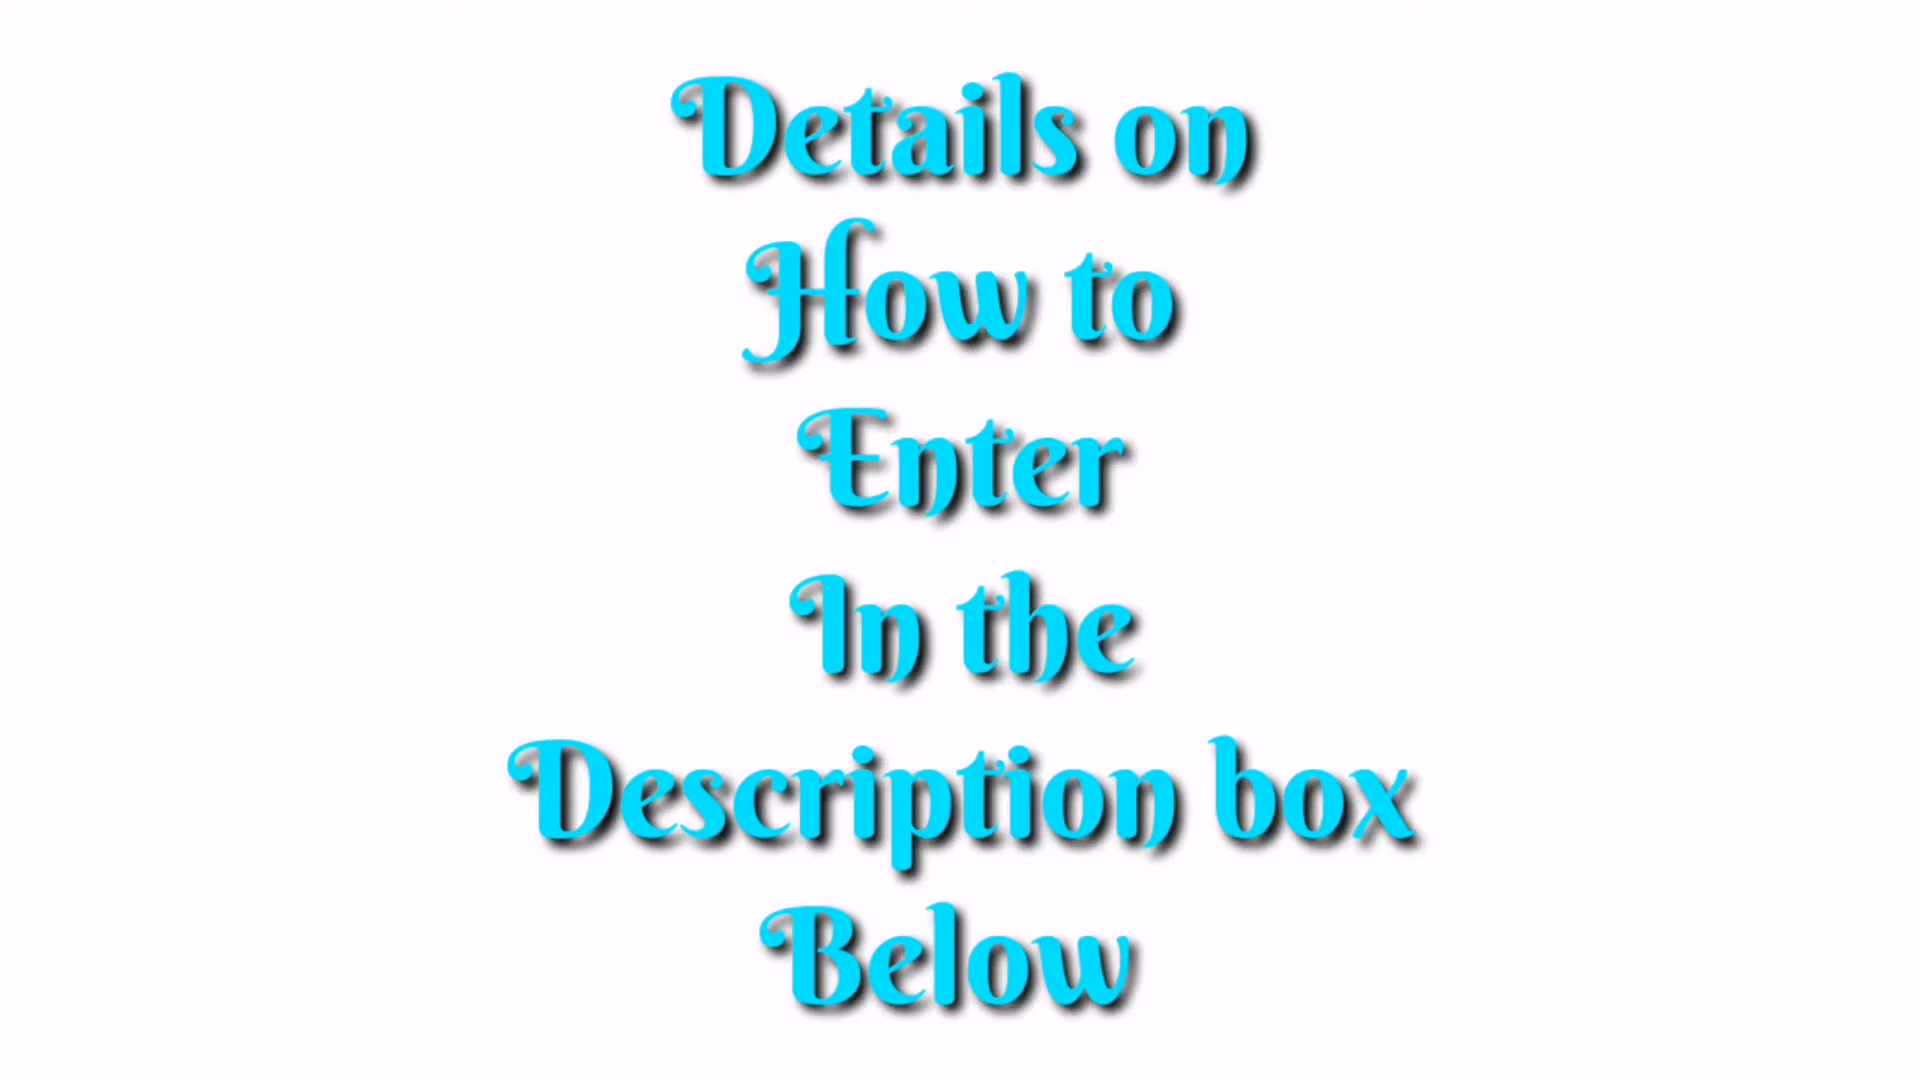 Details on
How to
Enter
In the
Description box
Below